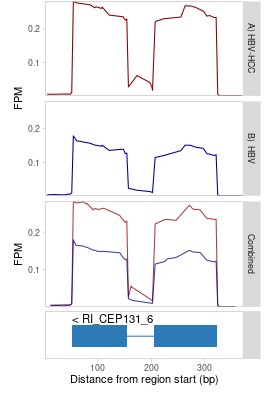 0.2
0.1
A) HBV-HCC
FPM
0.2
0.1
B) HBV
0.2
0.1
FPM
Combined
< RI_CEP131_6
100
200
300
Distance from region start (bp)